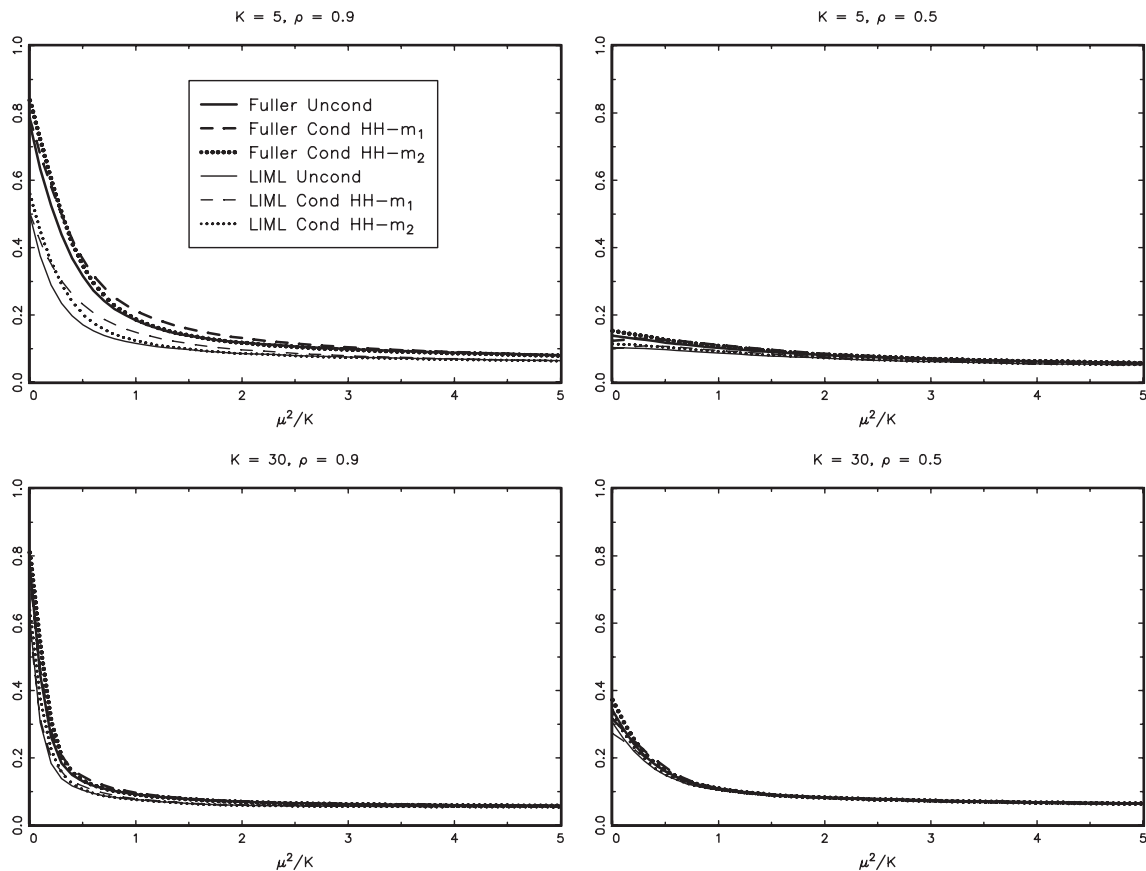 K = 5, ρ = 0.9
1.0
0.8
0.6
0.4
0.2
0.0
0 1 2 3 4 5
μ²/K
Fuller Uncond
Fuller Cond HH−m₁
Fuller Cond HH−m₂
LIML Uncond
LIML Cond HH−m₁
LIML Cond HH−m₂
K = 5, ρ = 0.5
1.0
0.8
0.6
0.4
0.2
0.0
0 1 2 3 4 5
μ²/K
K = 30, ρ = 0.9
1.0
0.8
0.6
0.4
0.2
0.0
0 1 2 3 4 5
μ²/K
K = 30, ρ = 0.5
1.0
0.8
0.6
0.4
0.2
0.0
0 1 2 3 4 5
μ²/K